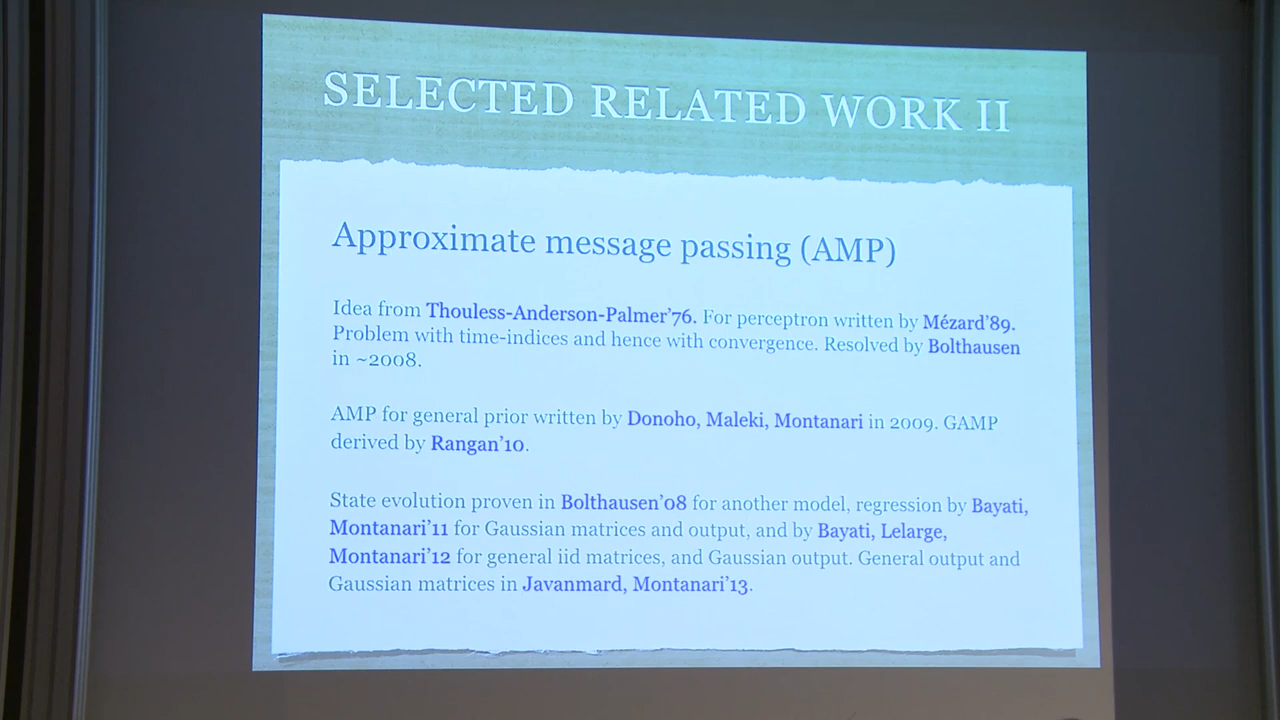 SELECTED RELATED WORK II
Approximate message passing (AMP)
Idea from Thouless-Anderson-Palmer'76. For perceptron written by Mézard'89.
Problem with time-indices and hence with convergence. Resolved by Bolthausen
in ~2008.
AMP for general prior written by Donoho, Maleki, Montanari in 2009. GAMP
derived by Rangan'10.
State evolution proven in Bolthausen'08 for another model, regression by Bayati,
Montanari'11 for Gaussian matrices and output, and by Bayati, Lelarge,
Montanari'12 for general iid matrices, and Gaussian output. General output and
Gaussian matrices in Javanmard, Montanari'13.